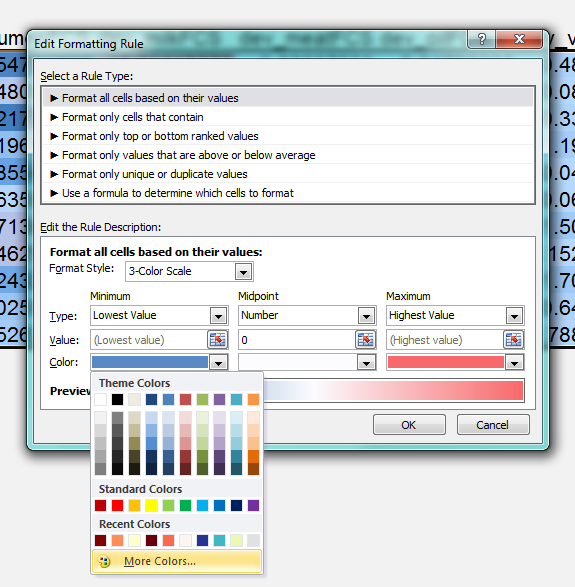 Edit Formatting Rule
Select a Rule Type:
► Format all cells based on their values
► Format only cells that contain
► Format only top or bottom ranked values
► Format only values that are above or below average
► Format only unique or duplicate values
► Use a formula to determine which cells to format
Edit the Rule Description:
Format all cells based on their values:
Format Style: 3-Color Scale
Minimum Midpoint Maximum
Type: Lowest Value Number Highest Value
Value: (Lowest value) 0 (Highest value)
Color:
Preview
Theme Colors
OK Cancel
Standard Colors
Recent Colors
More Colors...